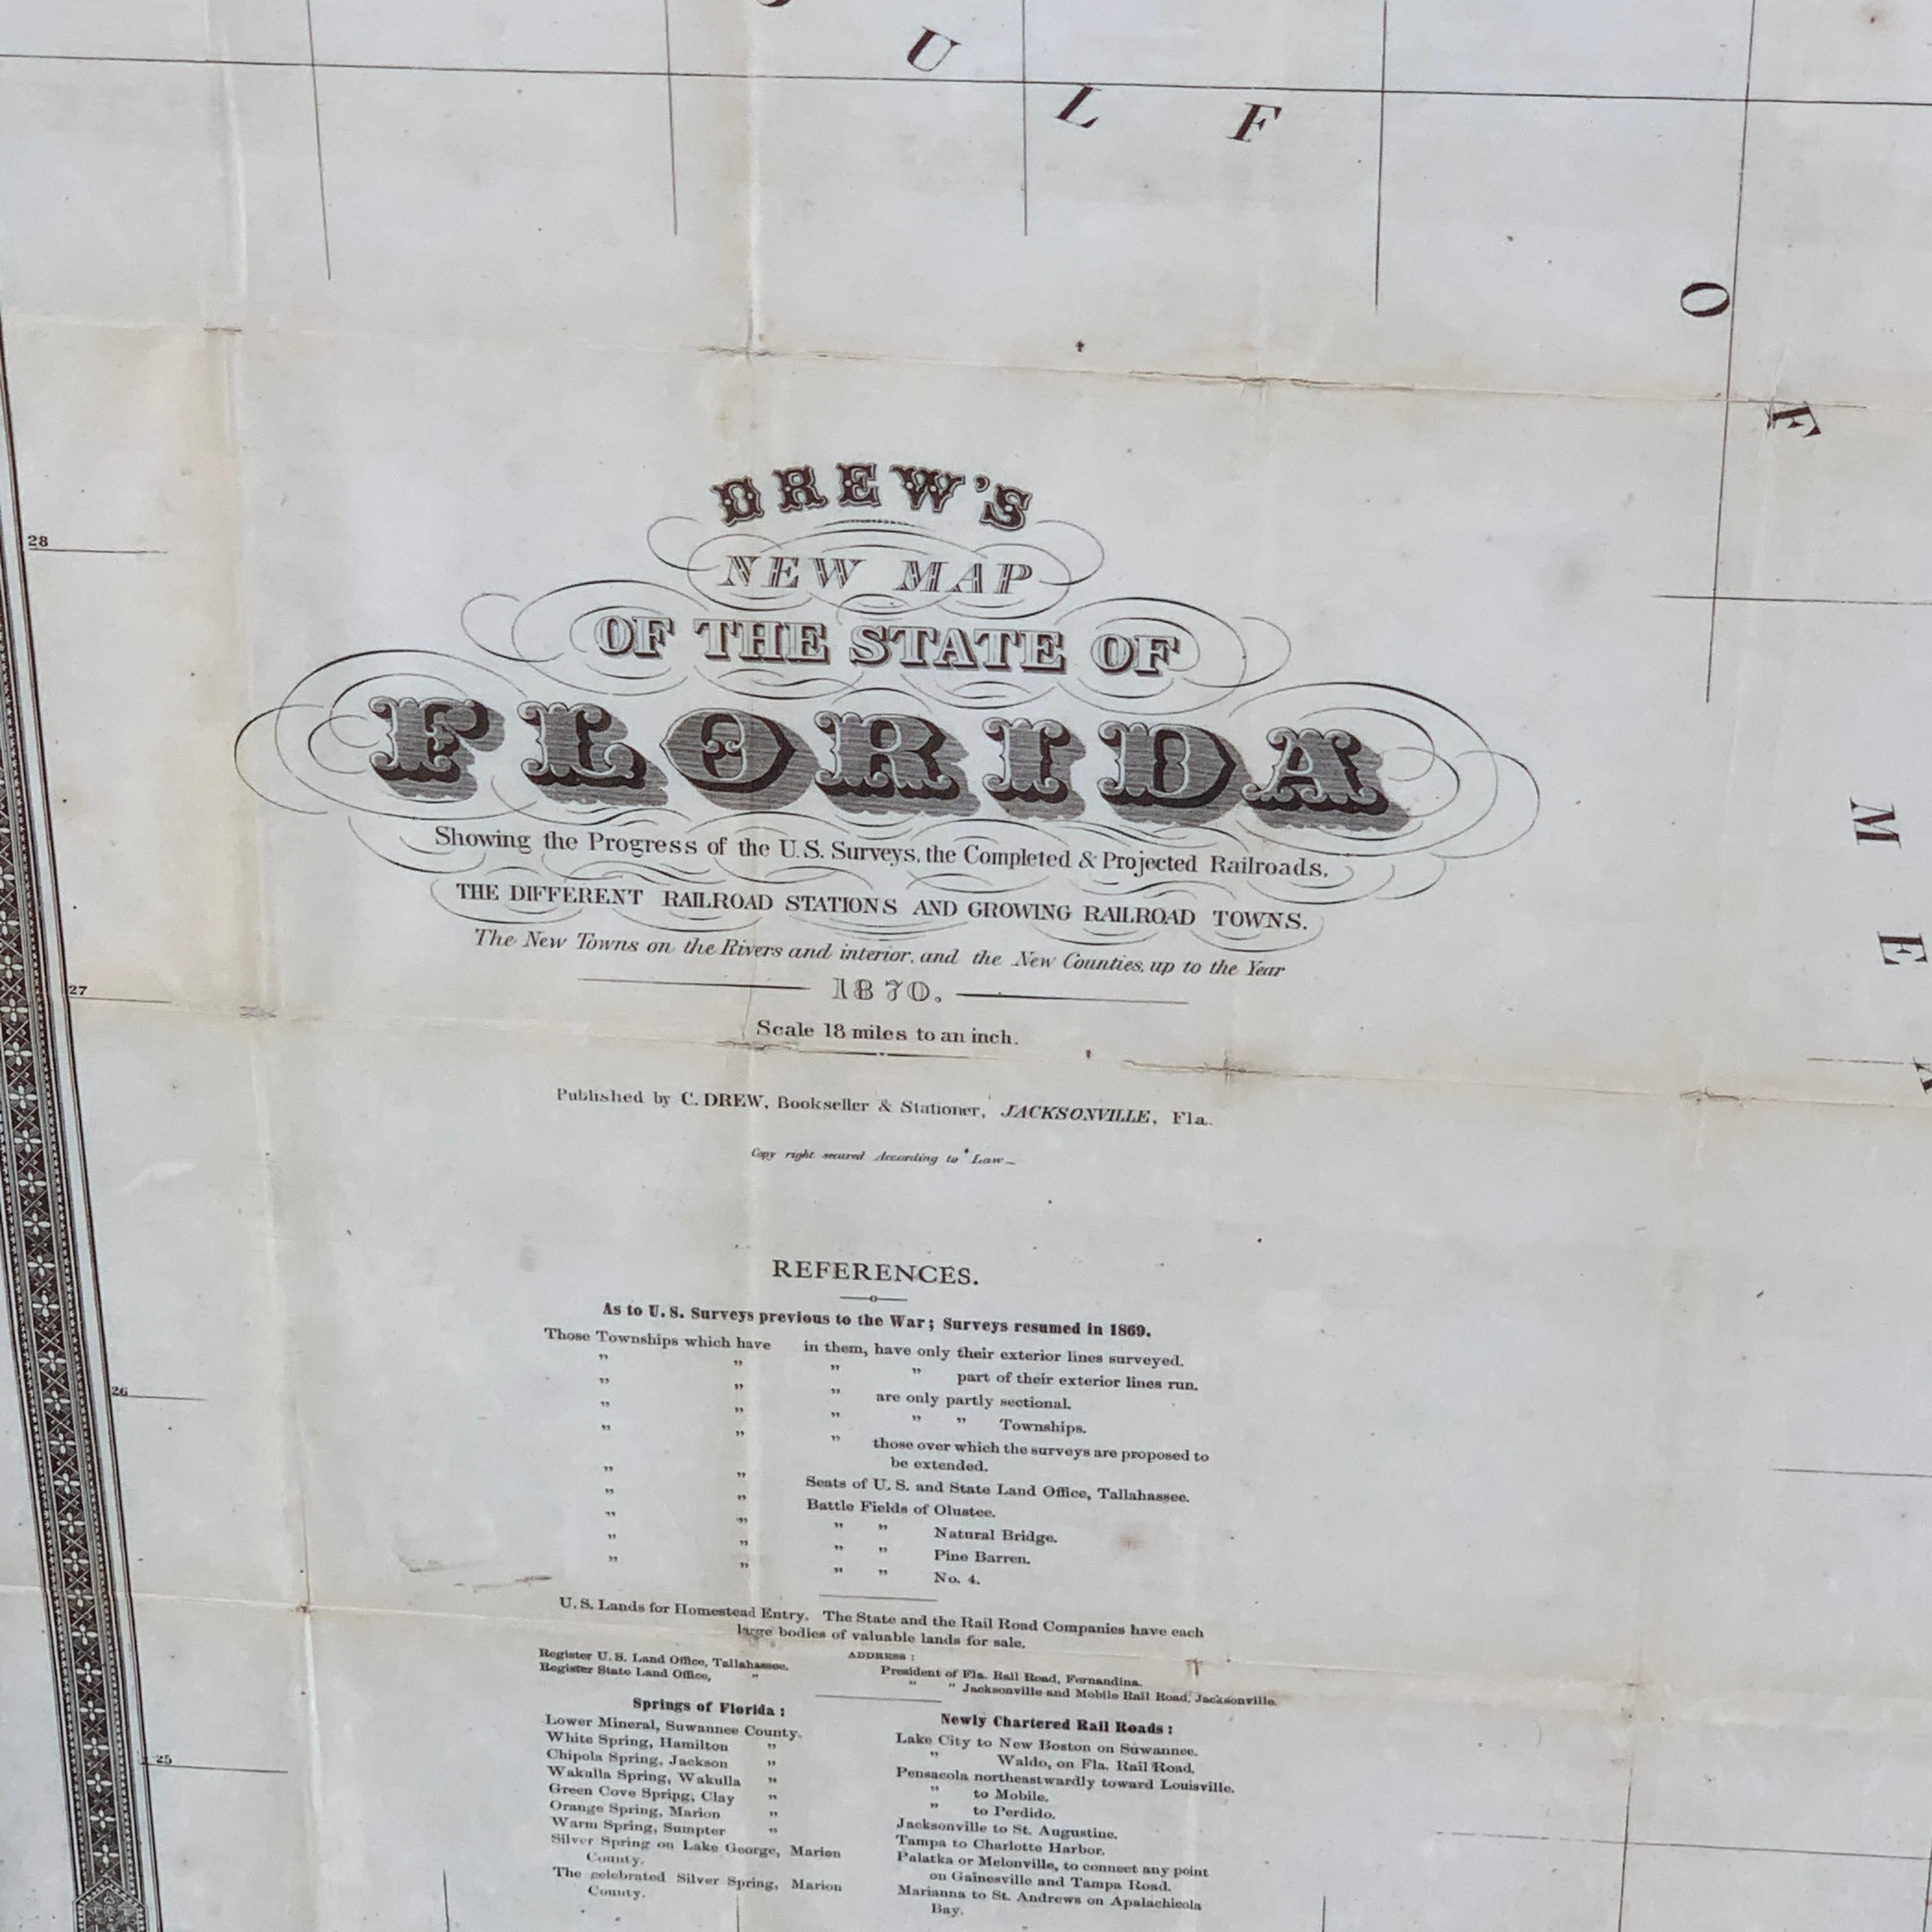 U L F
O F
M E
28
27
26
25
DREW'S
NEW MAP
OF THE STATE OF
FLORIDA
Showing the Progress of the U.S. Surveys, the Completed & Projected Railroads,
THE DIFFERENT RAILROAD STATIONS AND GROWING RAILROAD TOWNS.
The New Towns on the Rivers and interior, and the New Counties, up to the Year
1870.
Scale 18 miles to an inch.
Published by C. DREW, Bookseller & Stationer, JACKSONVILLE, Fla.
Copy right secured According to Law
REFERENCES.
As to U. S. Surveys previous to the War; Surveys resumed in 1869.
Those Townships which have in them, have only their exterior lines surveyed.
" " " " part of their exterior lines run.
" " " are only partly sectional.
" " " " " Townships.
" " " those over which the surveys are proposed to
be extended.
" " Seats of U. S. and State Land Office, Tallahassee.
" " Battle Fields of Olustee.
" " " " Natural Bridge.
" " " " Pine Barren.
" " " " No. 4.
U. S. Lands for Homestead Entry. The State and the Rail Road Companies have each
large bodies of valuable lands for sale.
ADDRESS :
Register U. S. Land Office, Tallahassee.
Register State Land Office, "
President of Fla. Rail Road, Fernandina.
" " Jacksonville and Mobile Rail Road, Jacksonville.
Springs of Florida :
Lower Mineral, Suwannee County.
White Spring, Hamilton "
Chipola Spring, Jackson "
Wakulla Spring, Wakulla "
Green Cove Spring, Clay "
Orange Spring, Marion "
Warm Spring, Sumpter "
Silver Spring on Lake George, Marion
County.
The celebrated Silver Spring, Marion
County.
Newly Chartered Rail Roads :
Lake City to New Boston on Suwannee.
" Waldo, on Fla. Rail Road.
Pensacola northeastwardly toward Louisville.
" to Mobile.
" to Perdido.
Jacksonville to St. Augustine.
Tampa to Charlotte Harbor.
Palatka or Melonville, to connect any point
on Gainesville and Tampa Road.
Marianna to St. Andrews on Apalachicola
Bay.